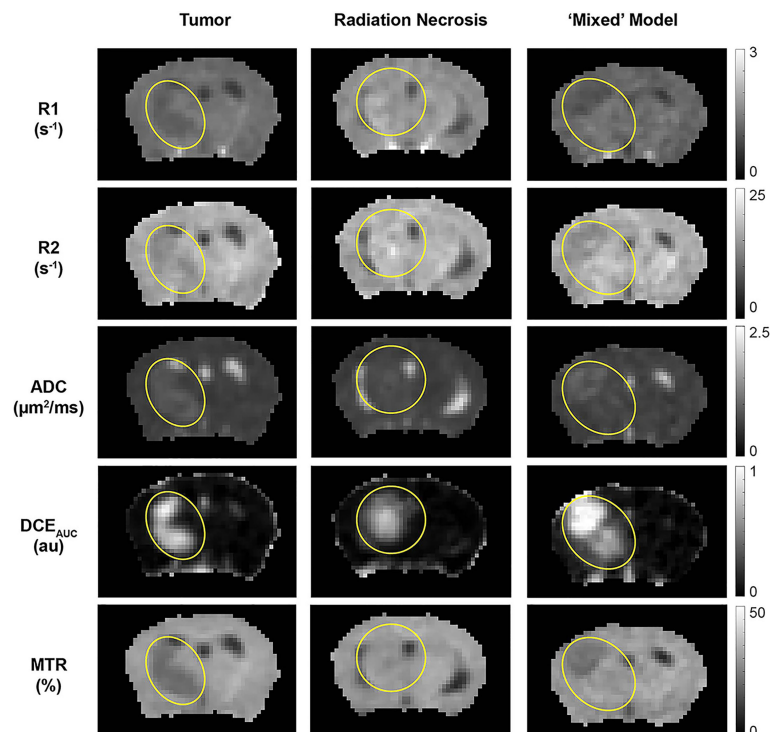 Tumor Radiation Necrosis ‘Mixed’ Model
R1
(s⁻¹)
3
0
R2
(s⁻¹)
25
0
ADC
(µm²/ms)
2.5
0
DCE_AUC
(au)
1
0
MTR
(%)
50
0